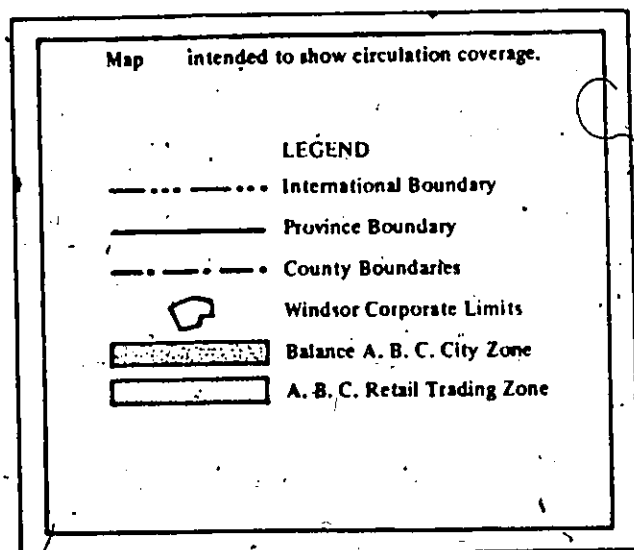 Map intended to show circulation coverage.
LEGEND
International Boundary
Province Boundary
County Boundaries
Windsor Corporate Limits
Balance A. B. C. City Zone
A. B. C. Retail Trading Zone